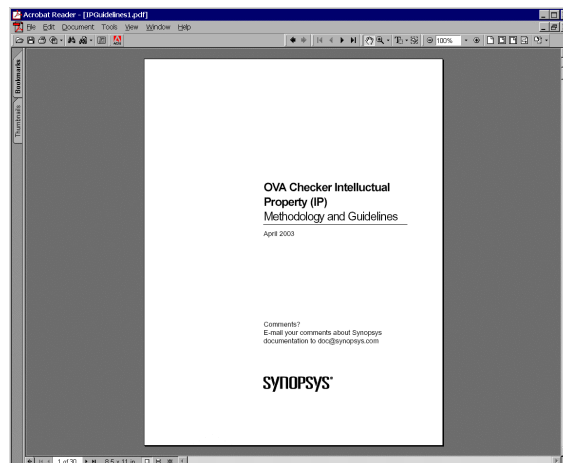 Acrobat Reader - [IPGuidelines1.pdf]
File Edit Document Tools View Window Help
100%
Bookmarks
Thumbnails
OVA Checker Intelluctual
Property (IP)
Methodology and Guidelines
April 2003
Comments?
E-mail your comments about Synopsys
documentation to doc@synopsys.com
SYNOPSYS®
1 of 30 8.5 x 11 in